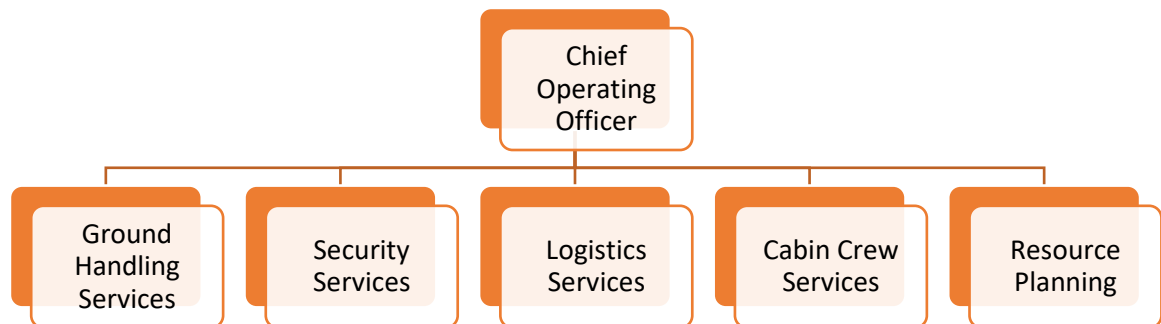 Chief
Operating
Officer
Ground
Handling
Services
Security
Services
Logistics
Services
Cabin Crew
Services
Resource
Planning